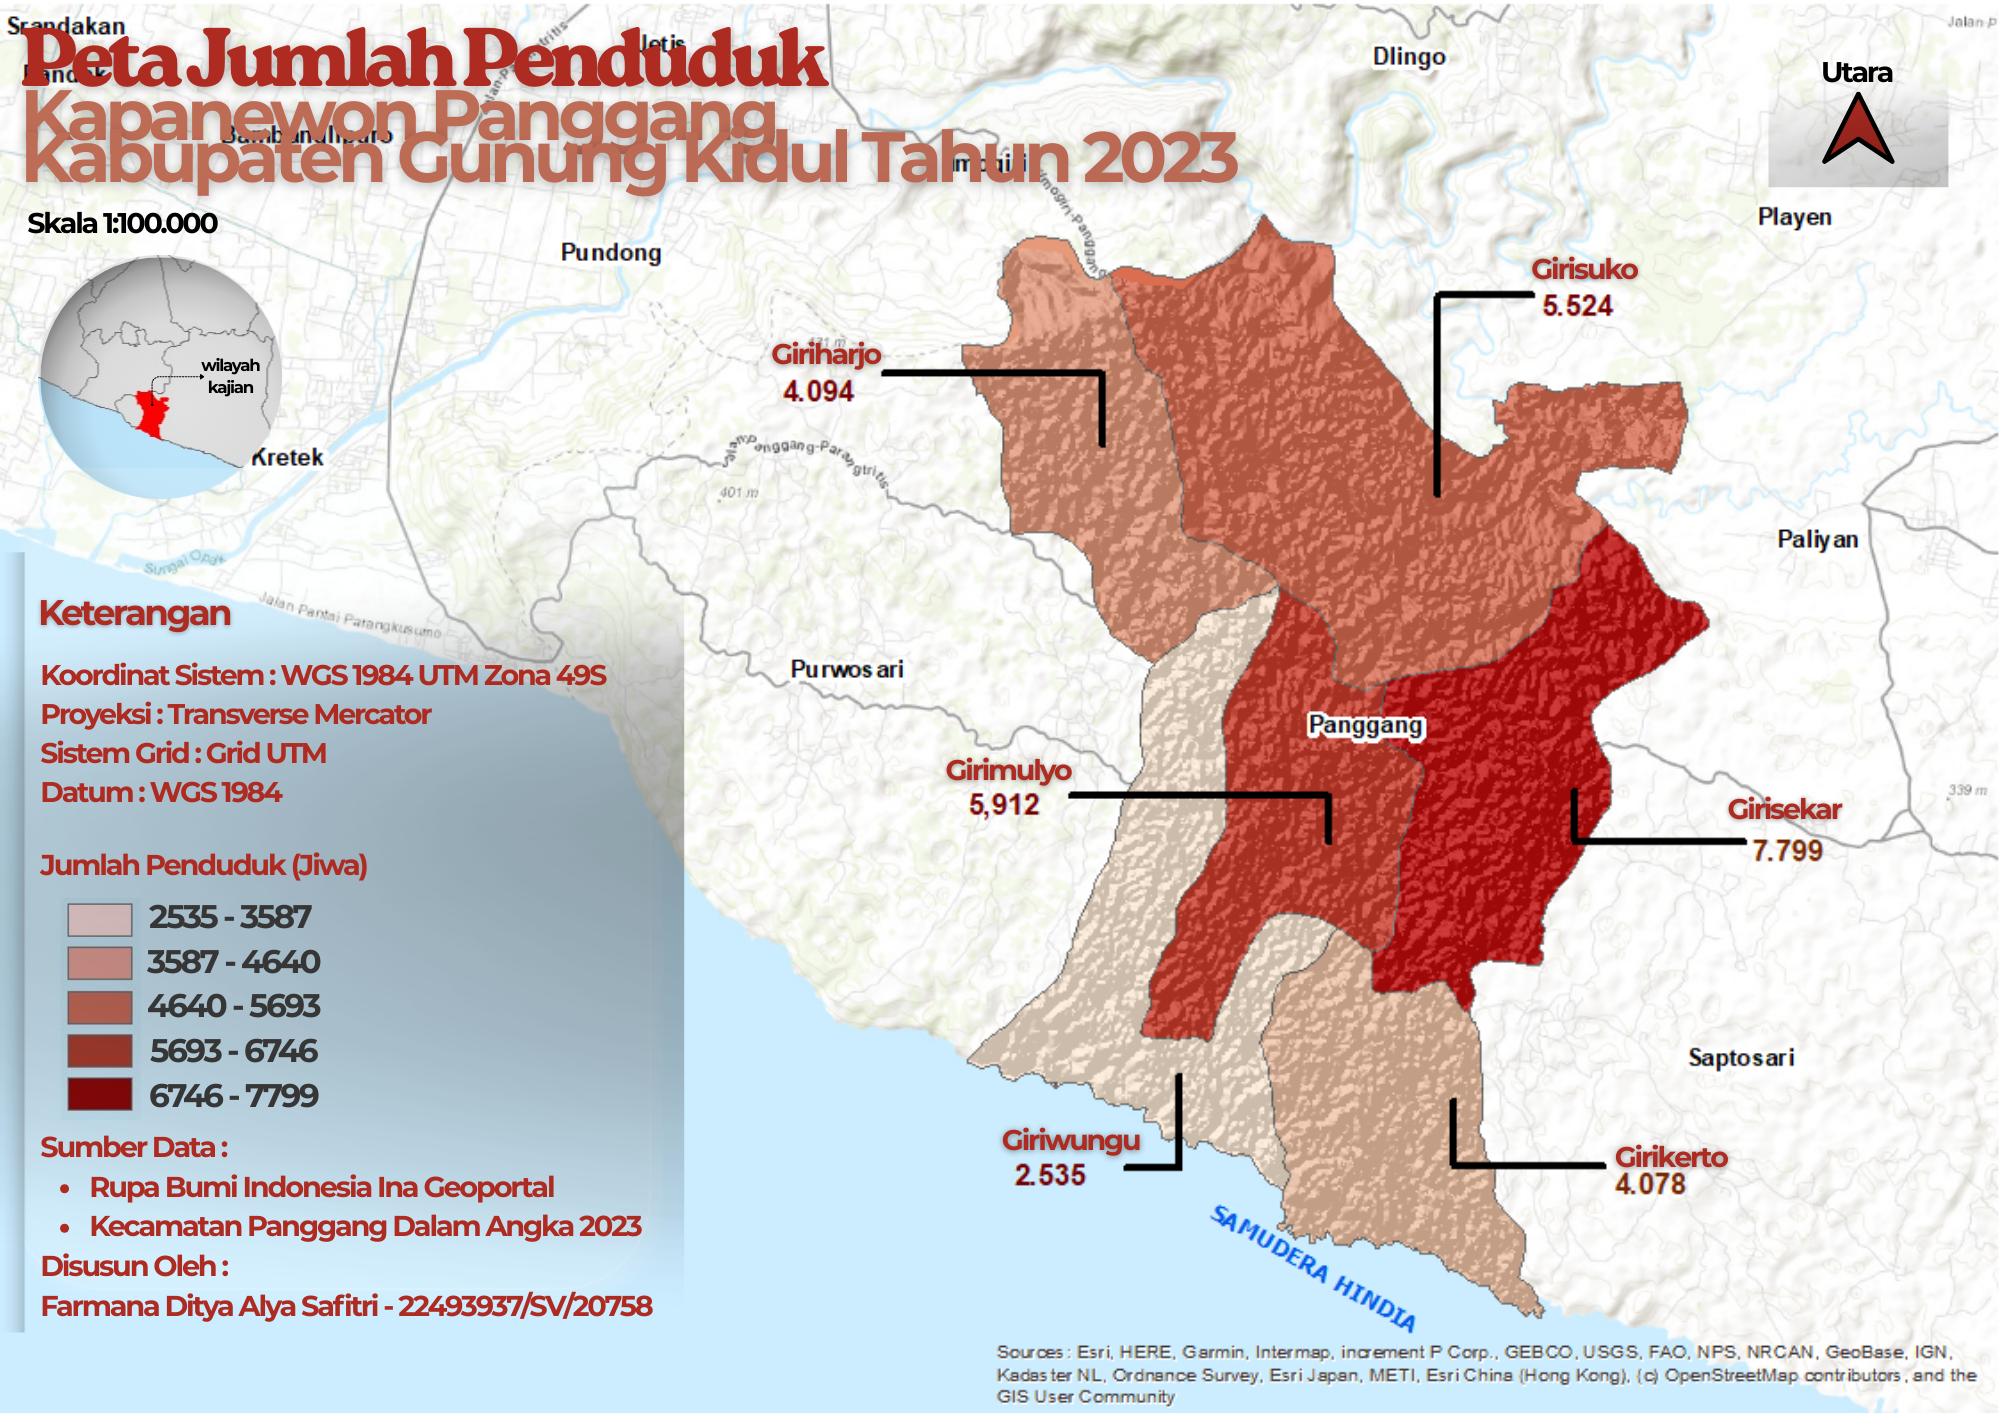 Srandakan
Jetis
Dlingo
Jalan P
Peta Jumlah Penduduk
Kapanewon Panggang
Kabupaten Gunung Kidul Tahun 2023
Utara
Skala 1:100.000
Pundong
Playen
Girisuko
5.524
wilayah
kajian
Giriharjo
4.094
Kretek
Jalan Panggang-Parangtritis
401 m
Paliyan
Sungai Opak
Jalan Pantai Parangkusumo
Keterangan
Koordinat Sistem : WGS 1984 UTM Zona 49S
Proyeksi : Transverse Mercator
Sistem Grid : Grid UTM
Datum : WGS 1984
Purwosari
Panggang
Girimulyo
5,912
339 m
Girisekar
7.799
Jumlah Penduduk (Jiwa)
2535 - 3587
3587 - 4640
4640 - 5693
5693 - 6746
6746 - 7799
Saptosari
Giriwungu
2.535
Girikerto
4.078
Sumber Data :
• Rupa Bumi Indonesia Ina Geoportal
• Kecamatan Panggang Dalam Angka 2023
Disusun Oleh :
Farmana Ditya Alya Safitri - 22493937/SV/20758
SAMUDERA HINDIA
Sources: Esri, HERE, Garmin, Intermap, increment P Corp., GEBCO, USGS, FAO, NPS, NRCAN, GeoBase, IGN,
Kadaster NL, Ordnance Survey, Esri Japan, METI, Esri China (Hong Kong), (c) OpenStreetMap contributors, and the
GIS User Community